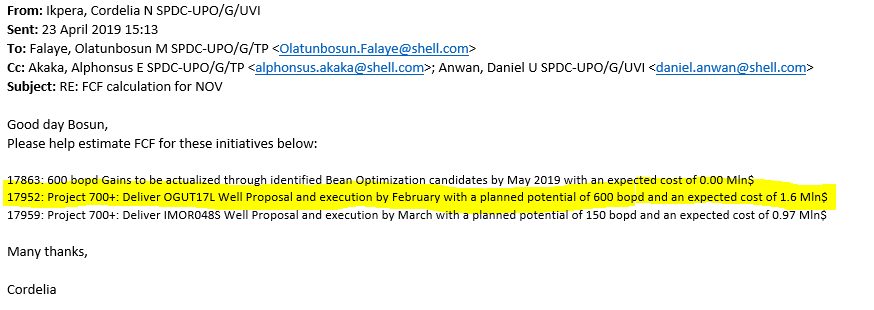 From: Ikpera, Cordelia N SPDC-UPO/G/UVI
Sent: 23 April 2019 15:13
To: Falaye, Olatunbosun M SPDC-UPO/G/TP <Olatunbosun.Falaye@shell.com>
Cc: Akaka, Alphonsus E SPDC-UPO/G/TP <alphonsus.akaka@shell.com>; Anwan, Daniel U SPDC-UPO/G/UVI <daniel.anwan@shell.com>
Subject: RE: FCF calculation for NOV
Good day Bosun,
Please help estimate FCF for these initiatives below:
17863: 600 bopd Gains to be actualized through identified Bean Optimization candidates by May 2019 with an expected cost of 0.00 Mln$
17952: Project 700+: Deliver OGUT17L Well Proposal and execution by February with a planned potential of 600 bopd and an expected cost of 1.6 Mln$
17959: Project 700+: Deliver IMOR048S Well Proposal and execution by March with a planned potential of 150 bopd and an expected cost of 0.97 Mln$
Many thanks,
Cordelia